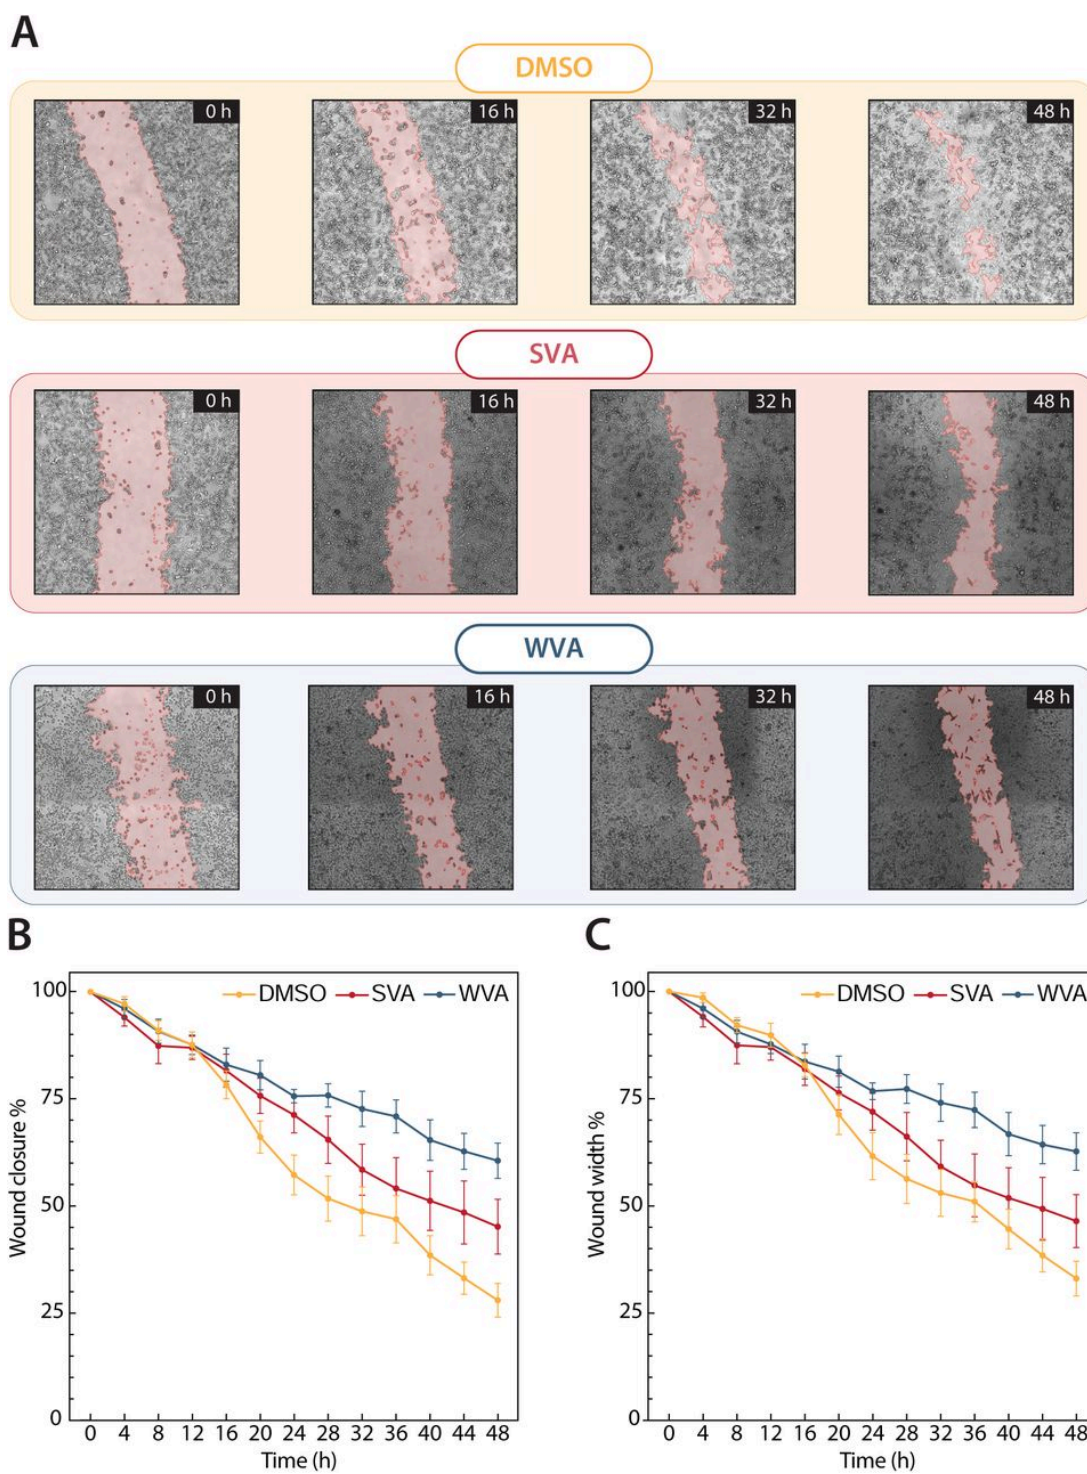 A
DMSO
0 h
16 h
32 h
48 h
SVA
0 h
16 h
32 h
48 h
WVA
0 h
16 h
32 h
48 h
B
DMSO SVA WVA
100
75
50
25
0
Wound closure %
0 4 8 12 16 20 24 28 32 36 40 44 48
Time (h)
C
DMSO SVA WVA
100
75
50
25
0
Wound width %
0 4 8 12 16 20 24 28 32 36 40 44 48
Time (h)